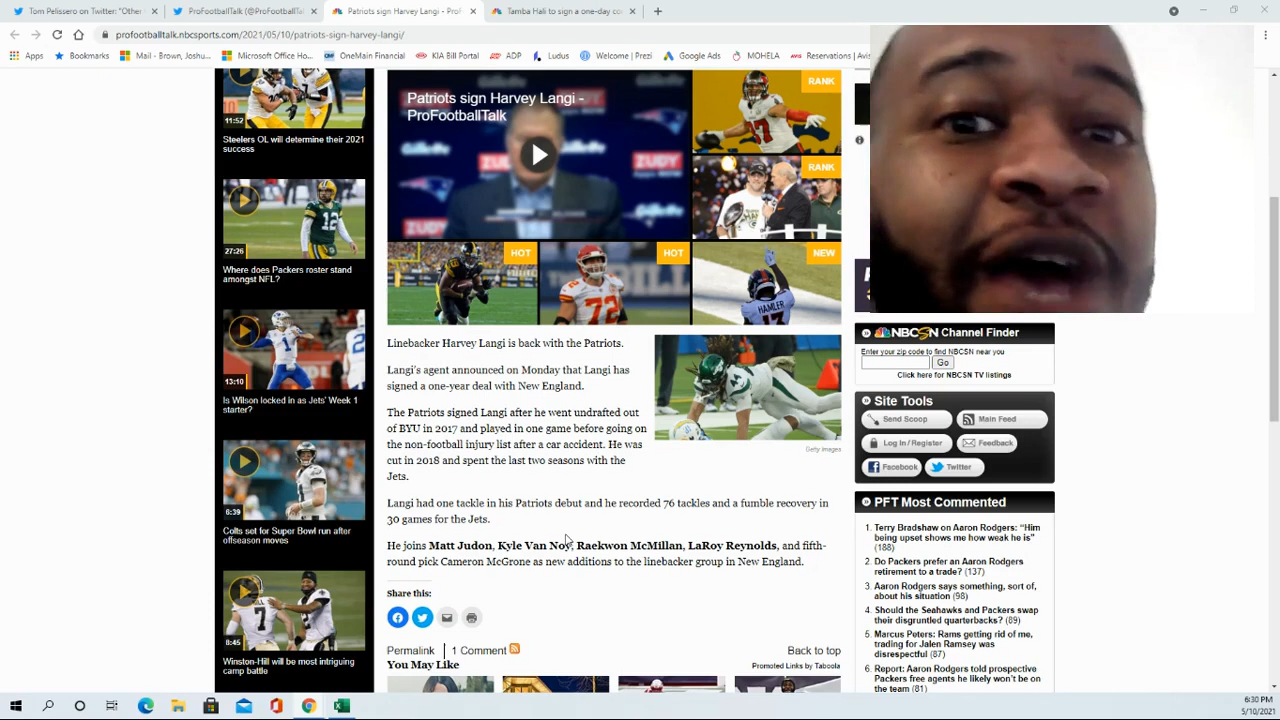 Tom Pelissero on Twitter: "Other
ProFootballTalk (@ProFootballTa
Patriots sign Harvey Langi - Prof
Tamba Hali to sign a one-day co
profootballtalk.nbcsports.com/2021/05/10/patriots-sign-harvey-langi/
Apps
Bookmarks
Mail - Brown, Joshu...
Microsoft Office Ho...
OneMain Financial
KIA Bill Portal
ADP
Ludus
Welcome | Prezi
Google Ads
MOHELA
Reservations | Avis
11:52
Steelers OL will determine their 2021
success
27:26
Where does Packers roster stand
amongst NFL?
13:10
Is Wilson locked in as Jets' Week 1
starter?
6:39
Colts set for Super Bowl run after
offseason moves
8:45
Winston-Hill will be most intriguing
camp battle
Patriots sign Harvey Langi -
ProFootballTalk
Gillette
ZUDY
RANK
RANK
HOT
HOT
NEW
HAMLER
Linebacker Harvey Langi is back with the Patriots.
Langi's agent announced on Monday that Langi has
signed a one-year deal with New England.
The Patriots signed Langi after he went undrafted out
of BYU in 2017 and played in one game before going on
the non-football injury list after a car accident. He was
cut in 2018 and spent the last two seasons with the
Jets.
Getty Images
Langi had one tackle in his Patriots debut and he recorded 76 tackles and a fumble recovery in
30 games for the Jets.
He joins Matt Judon, Kyle Van Noy, Raekwon McMillan, LaRoy Reynolds, and fifth-
round pick Cameron McGrone as new additions to the linebacker group in New England.
Share this:
Permalink
1 Comment
Back to top
You May Like
Promoted Links by Taboola
NBCSN Channel Finder
Enter your zip code to find NBCSN near you
Go
Click here for NBCSN TV listings
Site Tools
Send Scoop
Main Feed
Log In / Register
Feedback
Facebook
Twitter
PFT Most Commented
1. Terry Bradshaw on Aaron Rodgers: “Him
being upset shows me how weak he is”
(188)
2. Do Packers prefer an Aaron Rodgers
retirement to a trade? (137)
3. Aaron Rodgers says something, sort of,
about his situation (98)
4. Should the Seahawks and Packers swap
their disgruntled quarterbacks? (89)
5. Marcus Peters: Rams getting rid of me,
trading for Jalen Ramsey was
disrespectful (87)
6. Report: Aaron Rodgers told prospective
Packers free agents he likely won't be on
the team (81)
6:30 PM
5/10/2021